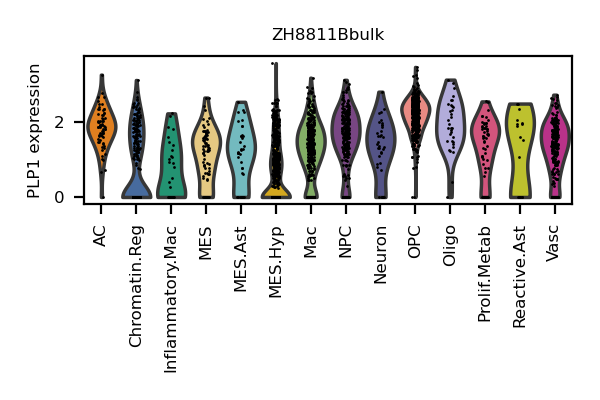 ZH8811Bbulk
PLP1 expression
2
0
AC
Chromatin.Reg
Inflammatory.Mac
MES
MES.Ast
MES.Hyp
Mac
NPC
Neuron
OPC
Oligo
Prolif.Metab
Reactive.Ast
Vasc